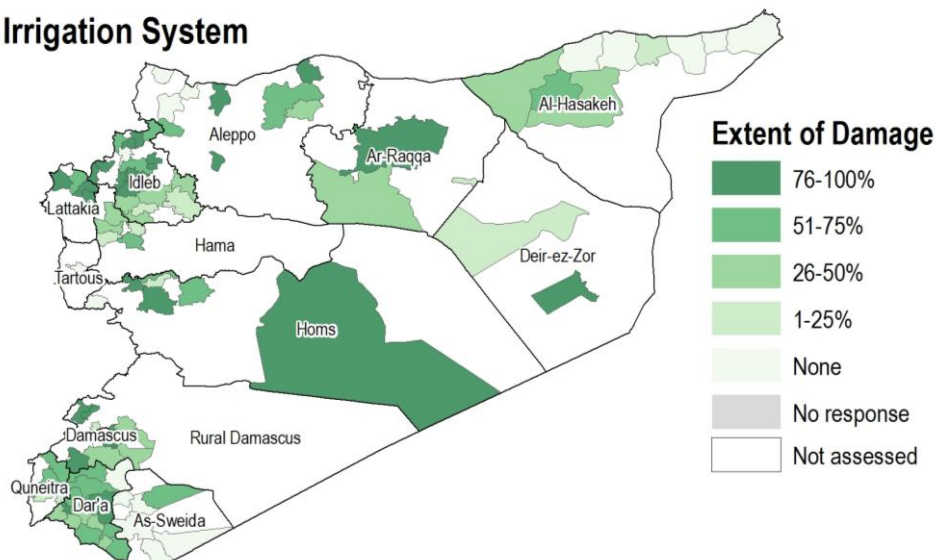 Irrigation System
Al-Hasakeh
Aleppo
Ar-Raqqa
Idleb
Lattakia
Hama
Deir-ez-Zor
Tartous
Homs
Damascus
Rural Damascus
Quneitra
Dar'a
As-Sweida
Extent of Damage
76-100%
51-75%
26-50%
1-25%
None
No response
Not assessed